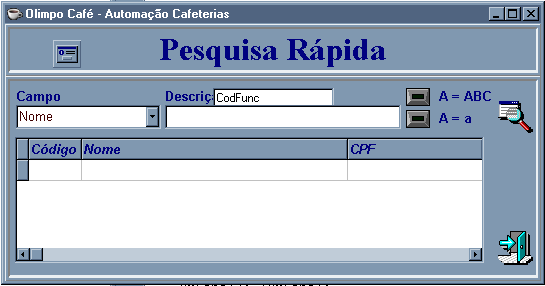 Olimpo Café - Automação Cafeterias
Pesquisa Rápida
Campo
Descriç
CodFunc
A = ABC
Nome
A = a
Código Nome CPF